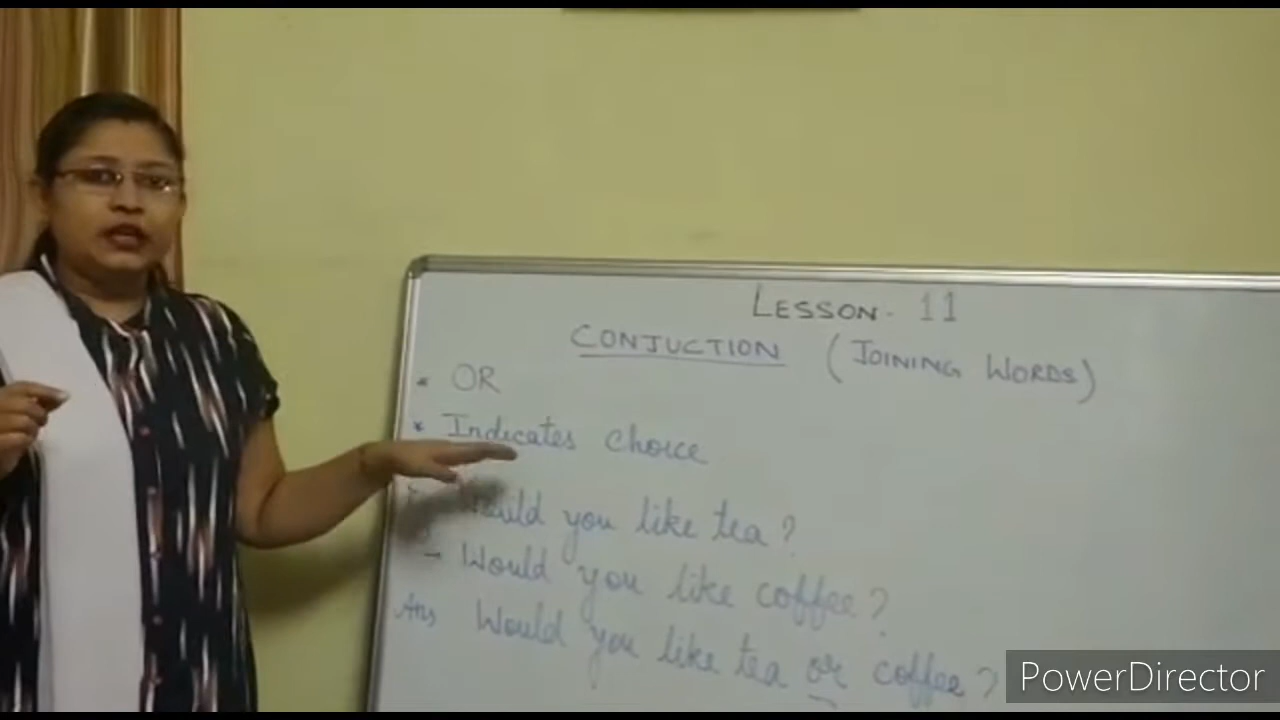 LESSON - 11
CONJUCTION (JOINING WORDS)
* OR
* Indicates choice
Would you like tea?
- Would you like coffee?
Ans Would you like tea or coffee?
PowerDirector